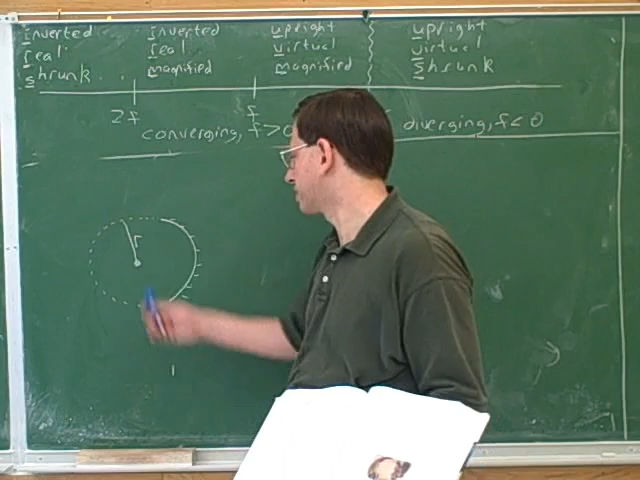 inverted inverted upright upright
real real virtual virtual
shrunk magnified magnified shrunk
2f f
converging, f>0 diverging, f<0
r